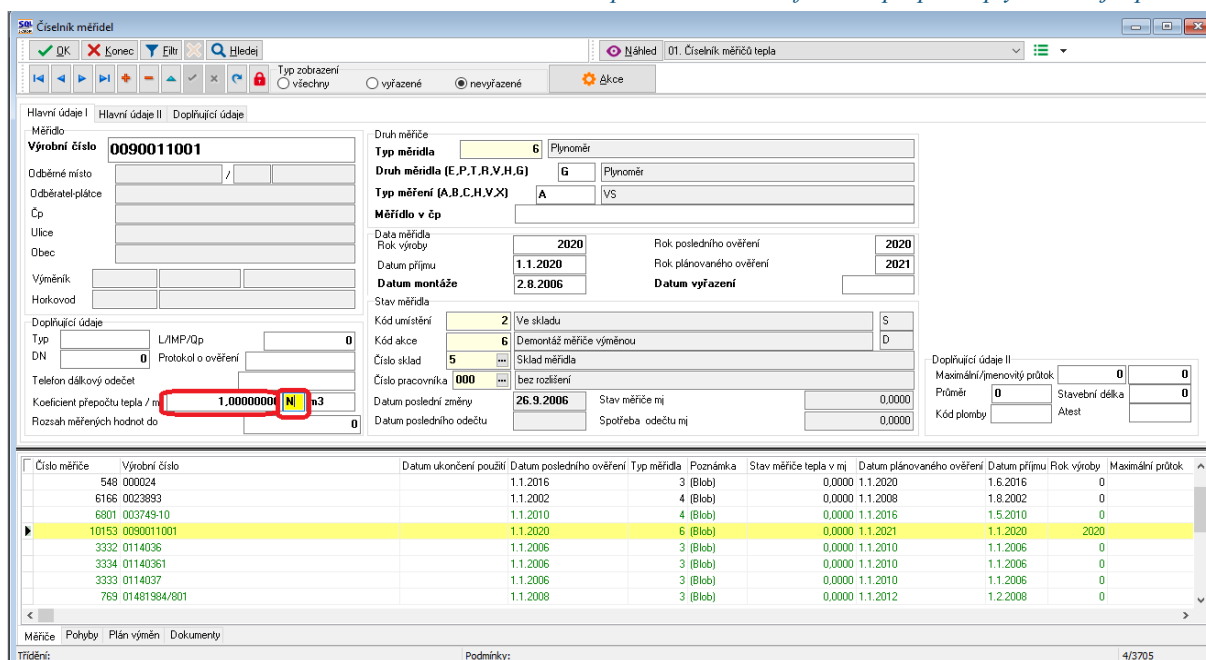 Číselník měřidel
OK Konec Filtr Hledej Náhled 01. Číselník měřičů tepla
Typ zobrazení
všechny vyřazené nevyřazené Akce
Hlavní údaje I Hlavní údaje II Doplňující údaje
Měřidlo
Výrobní číslo 0090011001
Odběrné místo /
Odběratel-plátce
Čp
Ulice
Obec
Výměník
Horkovod
Doplňující údaje
Typ L/IMP/Qp 0
DN 0 Protokol o ověření
Telefon dálkový odečet
Koeficient přepočtu tepla / m 1,00000000 N m3
Rozsah měřených hodnot do 0
Druh měřiče
Typ měridla 6 Plynoměr
Druh měridla (E,P,T,R,V,H,G) G Plynoměr
Typ měření (A,B,C,H,V,X) A VS
Měřídlo v čp
Data měřidla
Rok výroby 2020 Rok posledního ověření 2020
Datum příjmu 1.1.2020 Rok plánovaného ověření 2021
Datum montáže 2.8.2006 Datum vyřazení
Stav měřidla
Kód umístění 2 Ve skladu S
Kód akce 6 Demontáž měřiče výměnou D
Číslo sklad 5 ... Sklad měřidla
Číslo pracovníka 000 ... bez rozlišení
Datum poslední změny 26.9.2006 Stav měřiče mj 0,0000
Datum posledního odečtu Spotřeba odečtu mj 0,0000
Doplňující údaje II
Maximální/jmenovitý průtok 0 0
Průměr 0 Stavební délka 0
Kód plomby Atest
Číslo měřiče Výrobní číslo Datum ukončení použití Datum posledního ověření Typ měřidla Poznámka Stav měřiče tepla v mj Datum plánovaného ověření Datum příjmu Rok výroby Maximální průtok
548 000024 1.1.2016 3 (Blob) 0,0000 1.1.2020 1.6.2016 0
6166 0023893 1.1.2002 4 (Blob) 0,0000 1.1.2008 1.8.2002 0
6801 003749-10 1.1.2010 4 (Blob) 0,0000 1.1.2016 1.5.2010 0
10153 0090011001 1.1.2020 6 (Blob) 0,0000 1.1.2021 1.1.2020 2020
3332 0114036 1.1.2006 3 (Blob) 0,0000 1.1.2010 1.1.2006 0
3334 01140361 1.1.2006 3 (Blob) 0,0000 1.1.2010 1.1.2006 0
3333 0114037 1.1.2006 3 (Blob) 0,0000 1.1.2010 1.1.2006 0
769 01481984/801 1.1.2008 3 (Blob) 0,0000 1.1.2012 1.2.2008 0
Měřiče Pohyby Plán výměn Dokumenty
Třídění: Podmínky: 4/3705